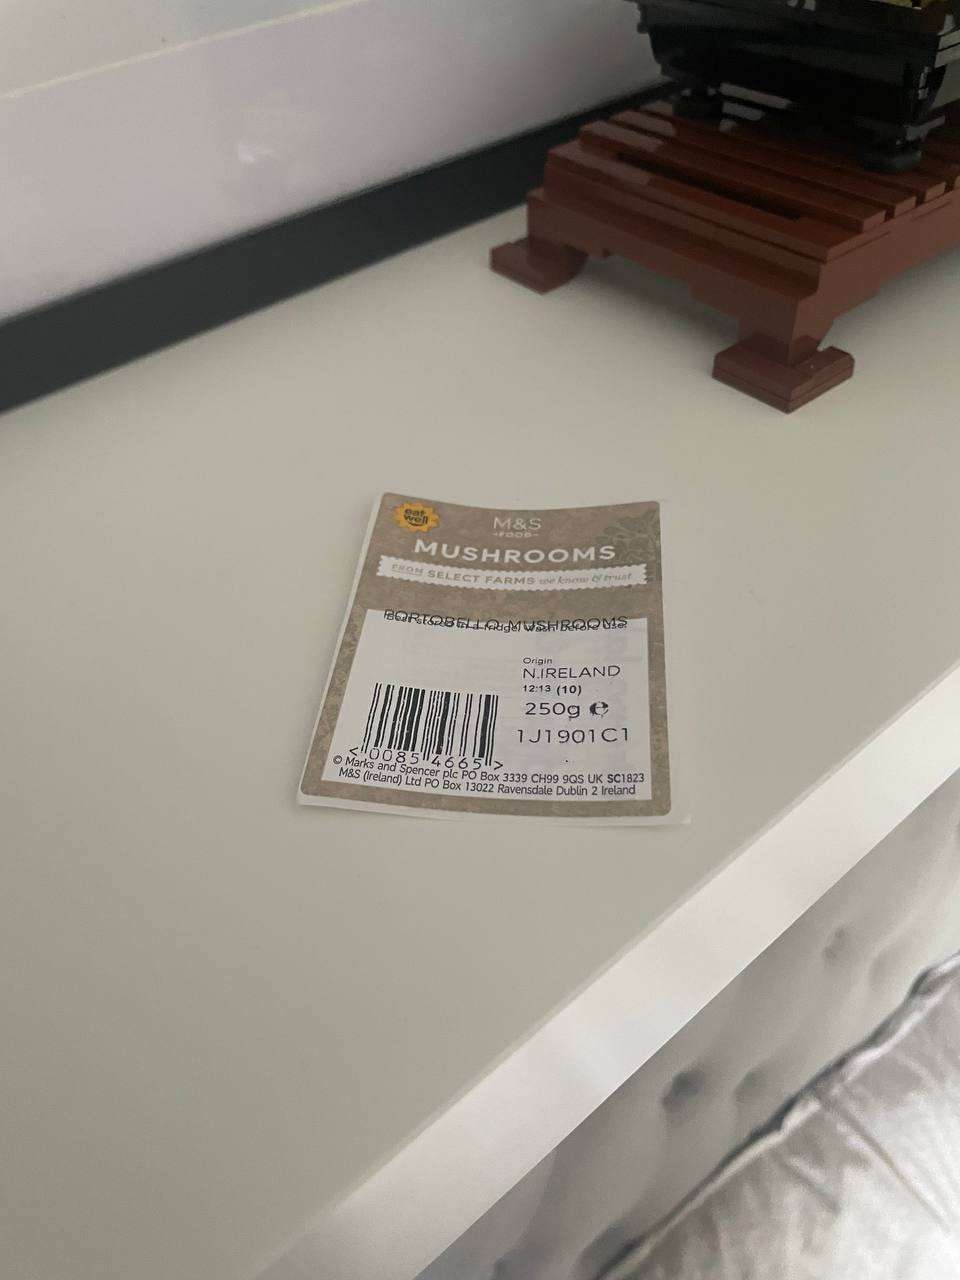 eat
well
M&S
FOOD
MUSHROOMS
FROM SELECT FARMS we know & trust
PORTOBELLO MUSHROOMS
Best stored in a fridge, wash before use.
Origin
N.IRELAND
12:13 (10)
250g ℮
1J1901C1
<0085 4665>
© Marks and Spencer plc PO Box 3339 CH99 9QS UK SC1823
M&S (Ireland) Ltd PO Box 13022 Ravensdale Dublin 2 Ireland